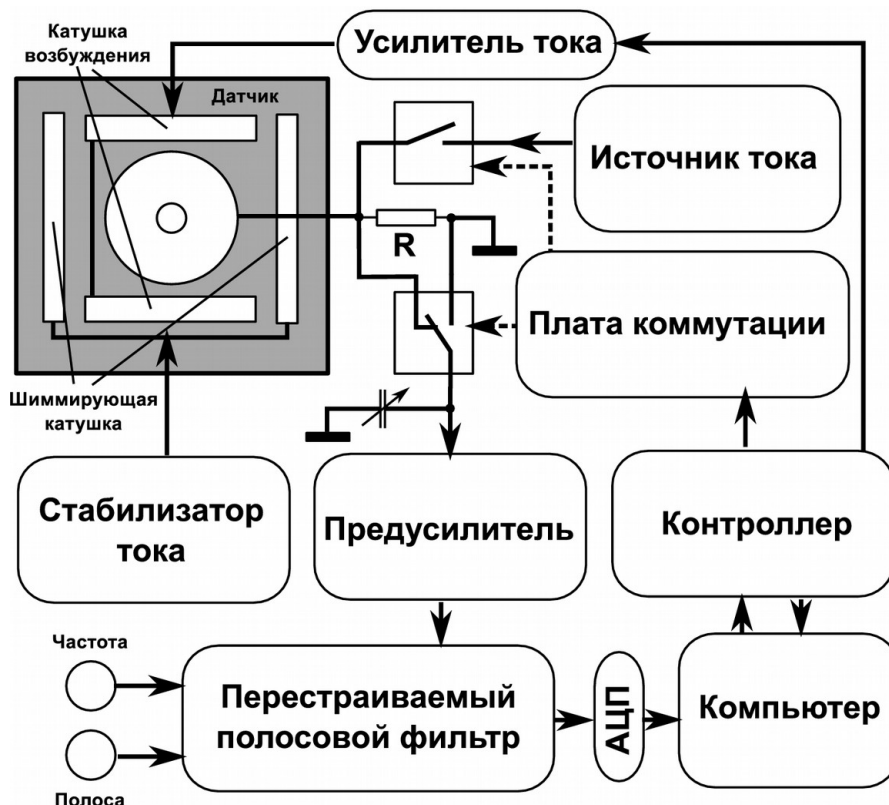 Катушка
возбуждения
Усилитель тока
Датчик
Источник тока
R
Плата коммутации
Шиммирующая
катушка
Стабилизатор
тока
Предусилитель
Контроллер
Частота
Перестраиваемый
полосовой фильтр
АЦП
Компьютер
Полоса